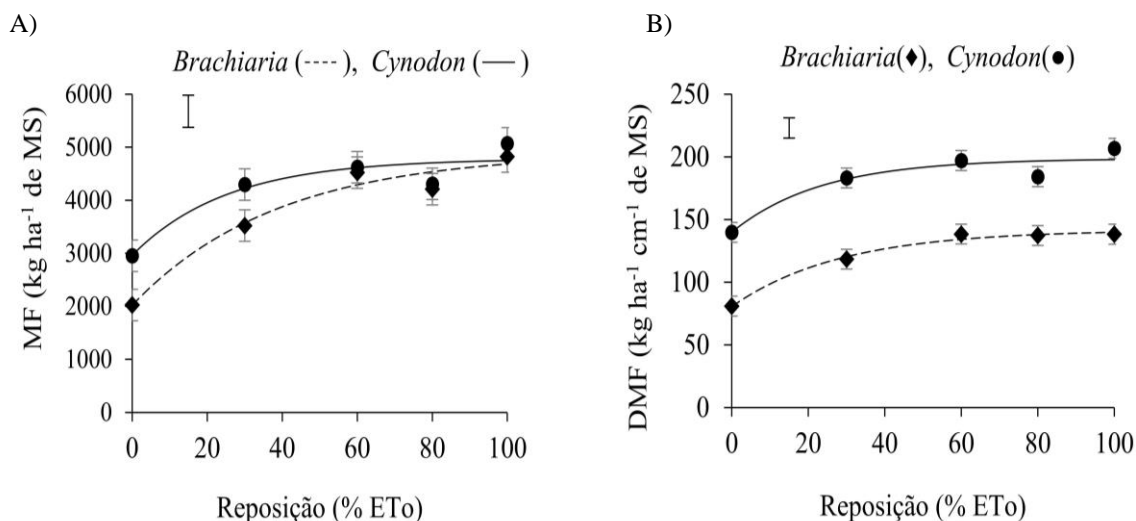 A)
Brachiaria (----), Cynodon (——)
6000
5000
4000
3000
2000
1000
0
MF (kg ha⁻¹ de MS)
0 20 40 60 80 100
Reposição (% ETo)
B)
Brachiaria(♦), Cynodon(●)
250
200
150
100
50
0
DMF (kg ha⁻¹ cm⁻¹ de MS)
0 20 40 60 80 100
Reposição (% ETo)